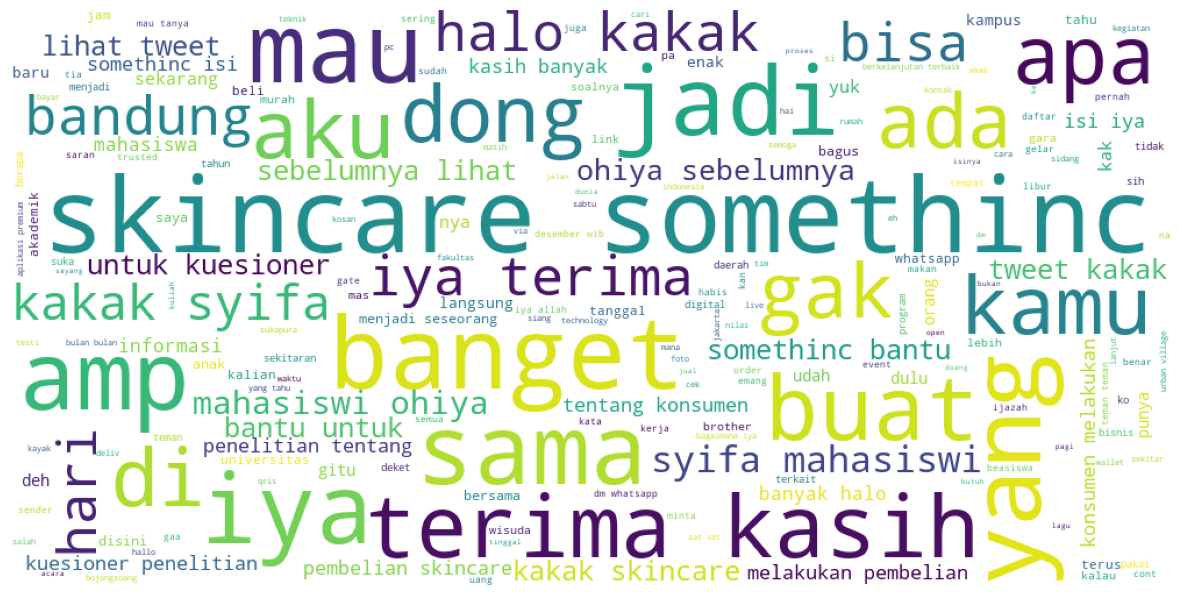 jam
mau tanya
teknik
sering
juga
cari
kampus
tahu
kegiatan
lihat tweet
mau
halo kakak
bisa
apa
pc
proses
somethinc isi
pa
enak
si
berkelanjutan terbaik
baru
tia
sekarang
kasih banyak
menjadi
sudah
hai
kontak
pernah
beli
soalnya
yuk
bayar
bandung
aku
murah
dong
jadi
rumah
ada
daftar
isi iya
link
gara
saran
mahasiswa
masih
semoga
bagus
cara
tidak
trusted
gelar
sidang
kak
berapa
tahun
sebelumnya lihat
ohiya sebelumnya
isinya
sih
jalan
indonesia
tempat
libur
dunia
sabtu
akademik
skincare somethinc
saya
kosan
nya
via
desember wib
eh
dm
na
aplikasi premium
suka
sayang
untuk kuesioner
fakultas
iya terima
daerah
tim
whatsapp
tweet kakak
gate
mas
kan
makan
bukan
kuliah
kakak syifa
langsung
tanggal
habis
digital
live
gak
program
orang
kamu
iya allah
menjadi seseorang
siang
technology
jakarta
nilai
open
sukapura
testi
bulan bulan
informasi
banget
somethinc bantu
lebih
benar
lanjut
urban village
sekitaran
mana
foto
jual
cek
event
anak
amp
kalian
yang tahu
waktu
order
emang
udah
dulu
doang
teman teman
konsumen melakukan
punya
mahasiswi ohiya
tentang konsumen
buat
ijazah
ko
bisnis
kayak
teman
bantu untuk
semua
sama
kata
kerja
brother
bagaimana iya
yang
pagi
hari
penelitian tentang
syifa mahasiswi
wallet
sekitar
deh
di
universitas
gitu
deket
terkait
beasiswa
deliv
iya
qris
bersama
dm whatsapp
banyak halo
butuh
sender
terima kasih
minta
lagu
salah
disini
gaa
wisuda
tinggal
sat set
hallo
kuesioner penelitian
terus
pakai
acara
bojongsoang
pembelian skincare
uang
kakak skincare
melakukan pembelian
kalau
cont